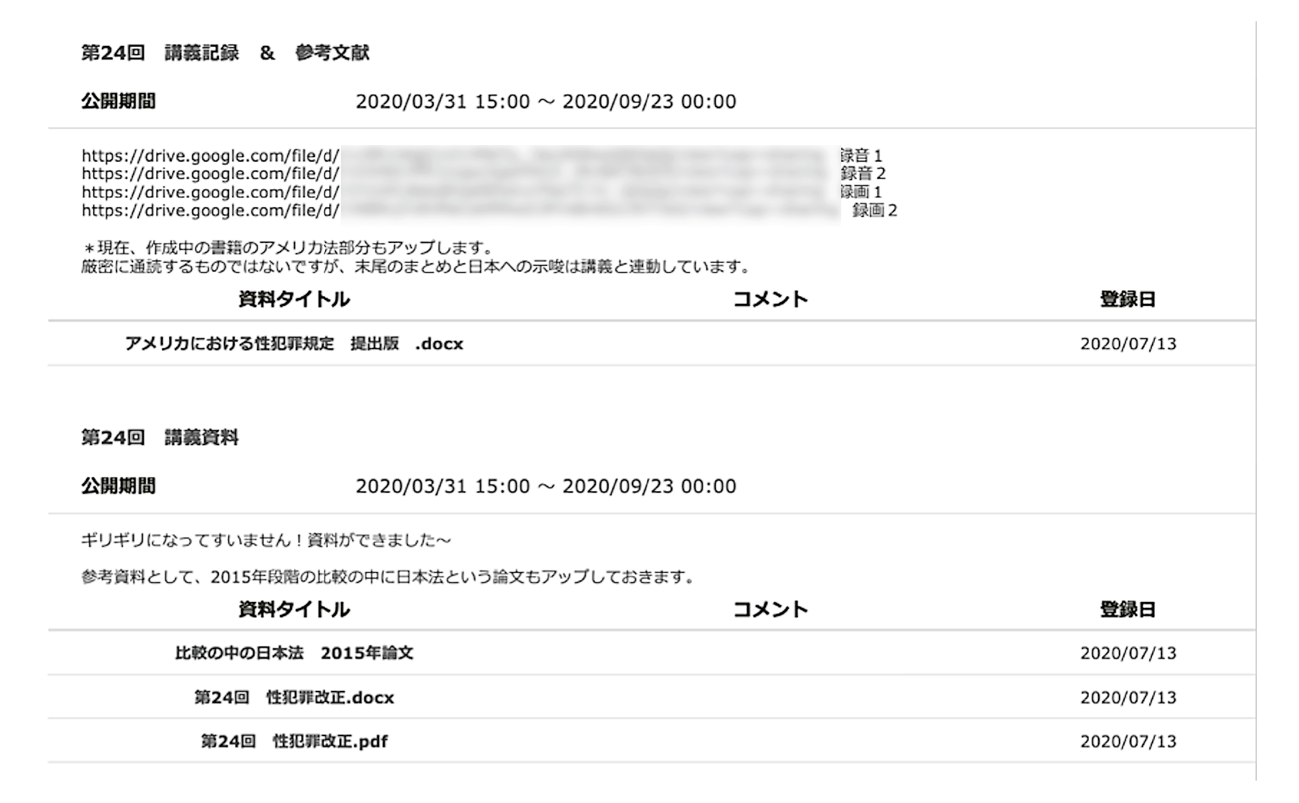 第24回　講義記録　&　参考文献
公開期間　2020/03/31 15:00 ～ 2020/09/23 00:00
https://drive.google.com/file/d/　録音1
https://drive.google.com/file/d/　録音2
https://drive.google.com/file/d/　録画1
https://drive.google.com/file/d/　録画2
＊現在、作成中の書籍のアメリカ法部分もアップします。
厳密に通読するものではないですが、末尾のまとめと日本への示唆は講義と連動しています。
資料タイトル　コメント　登録日
アメリカにおける性犯罪規定　提出版　.docx　2020/07/13
第24回　講義資料
公開期間　2020/03/31 15:00 ～ 2020/09/23 00:00
ギリギリになってすいません！資料ができました～
参考資料として、2015年段階の比較の中に日本法という論文もアップしておきます。
資料タイトル　コメント　登録日
比較の中の日本法　2015年論文　2020/07/13
第24回　性犯罪改正.docx　2020/07/13
第24回　性犯罪改正.pdf　2020/07/13